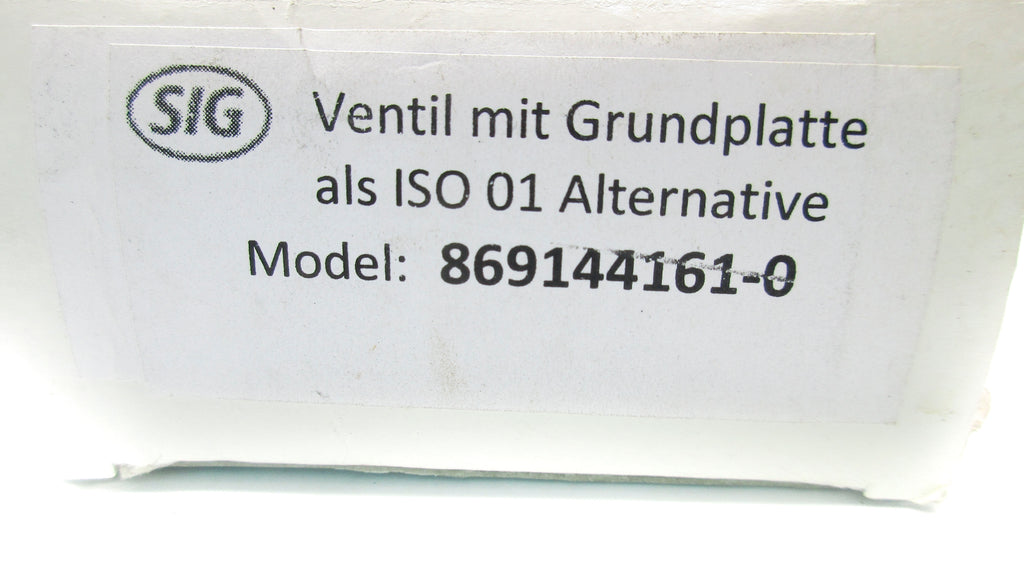 SIG
Ventil mit Grundplatte
als ISO 01 Alternative
Model: 869144161-0